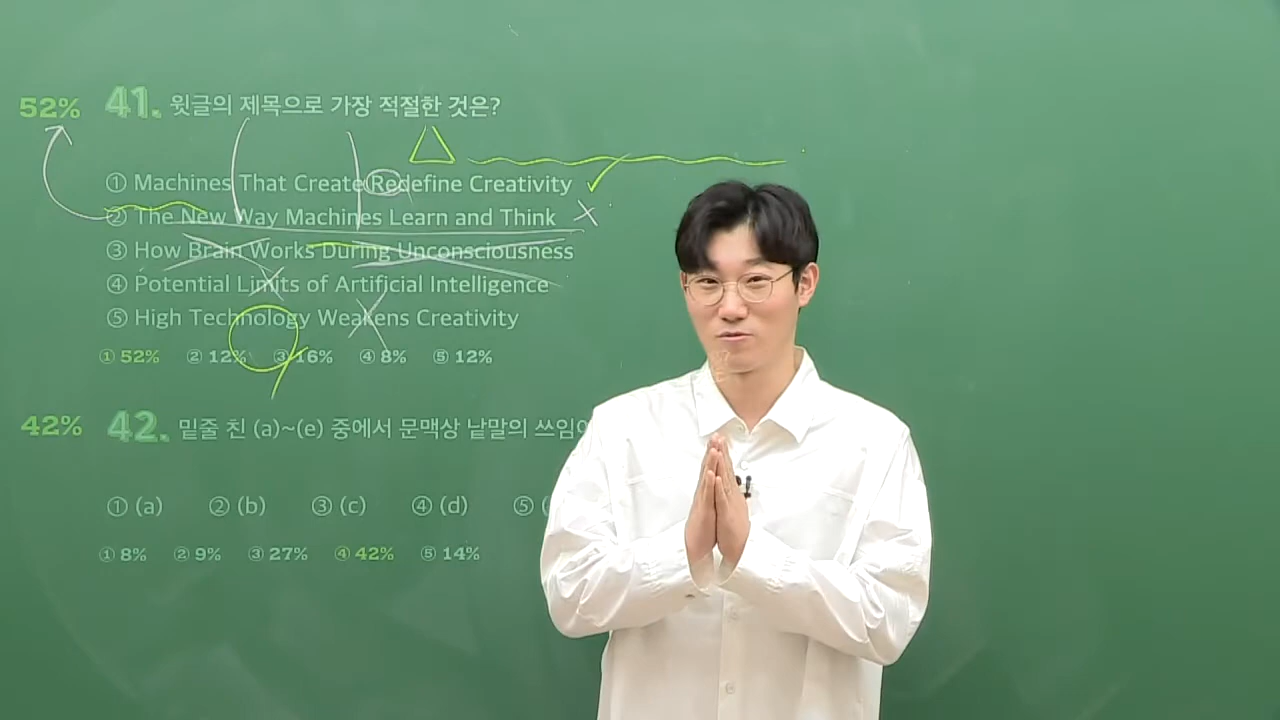 52% 41. 윗글의 제목으로 가장 적절한 것은?
① Machines That Create Redefine Creativity
② The New Way Machines Learn and Think
③ How Brain Works During Unconsciousness
④ Potential Limits of Artificial Intelligence
⑤ High Technology Weakens Creativity
① 52% ② 12% ③ 16% ④ 8% ⑤ 12%
42% 42. 밑줄 친 (a)~(e) 중에서 문맥상 낱말의
① (a) ② (b) ③ (c) ④ (d) ⑤ (
① 8% ② 9% ③ 27% ④ 42% ⑤ 14%